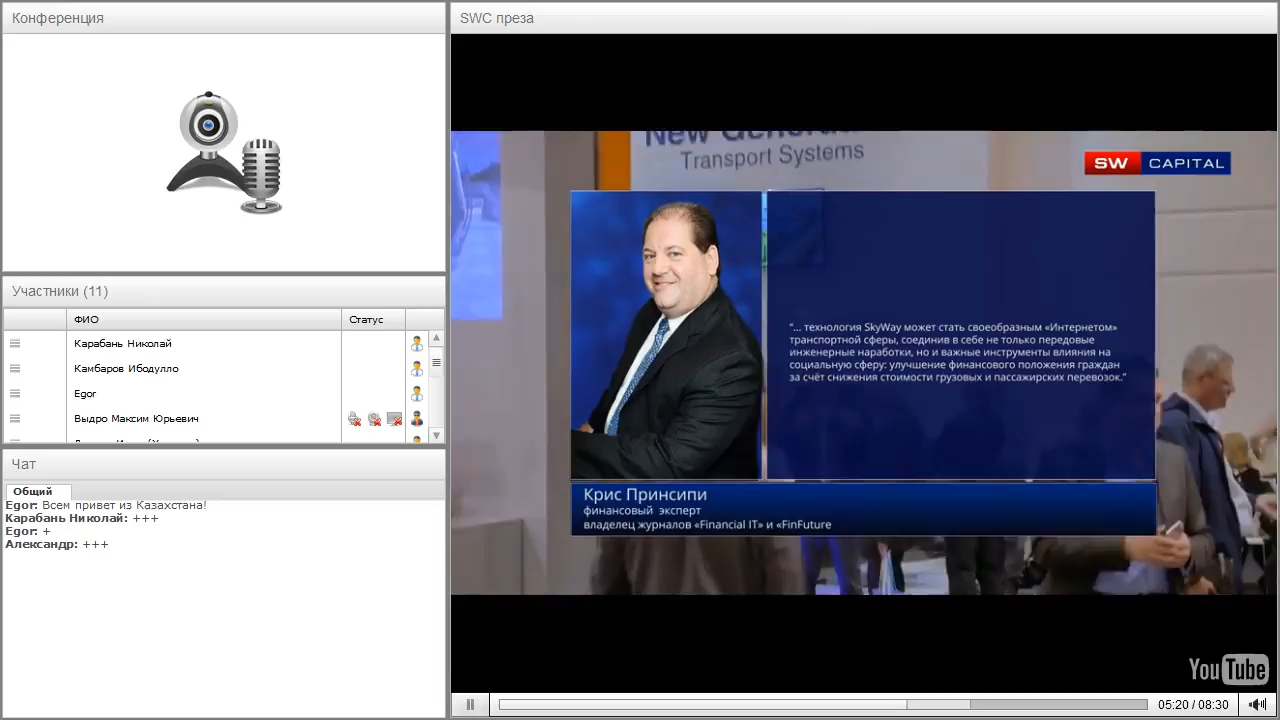 Конференция
Участники (11)
ФИО
Статус
Карабань Николай
Камбаров Ибодулло
Egor
Выдро Максим Юрьевич
Чат
Общий
Egor: Всем привет из Казахстана!
Карабань Николай: +++
Egor: +
Александр: +++
SWC преза
New
Transport Systems
SW CAPITAL
"... технология SkyWay может стать своеобразным «Интернетом»
транспортной сферы, соединив в себе не только передовые
инженерные наработки, но и важные инструменты влияния на
социальную сферу: улучшение финансового положения граждан
за счёт снижения стоимости грузовых и пассажирских перевозок."
Крис Принсипи
финансовый эксперт
владелец журналов «Financial IT» и «FinFuture
YouTube
05:20 / 08:30